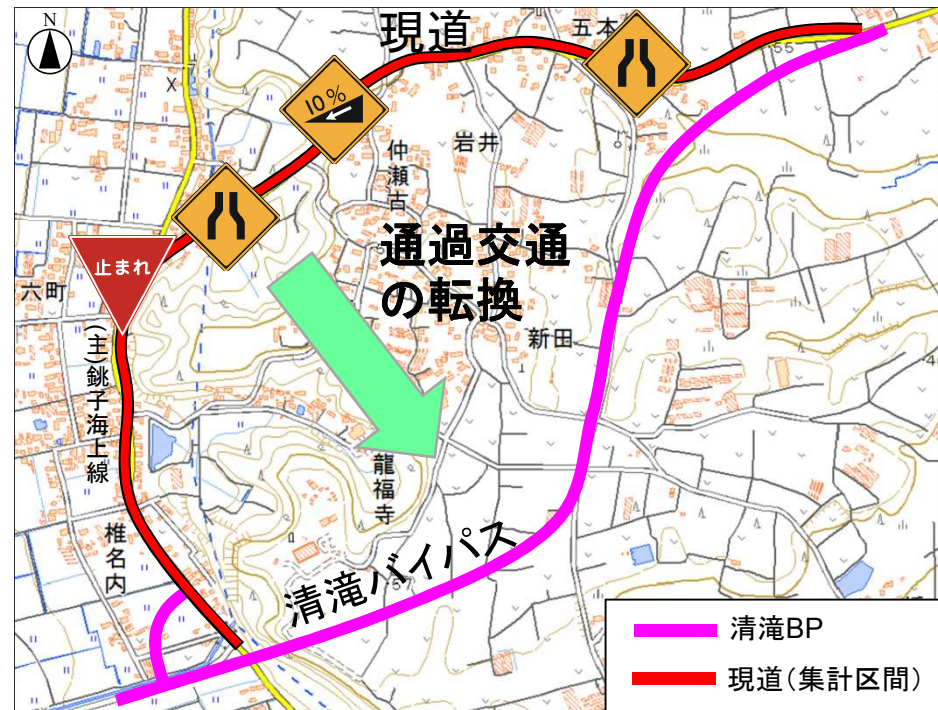 N
現道
五本
55
10%
岩井
仲瀬古
止まれ
六町
通過交通
の転換
新田
(主)銚子海上線
龍福寺
椎名内
清滝バイパス
清滝BP
現道(集計区間)